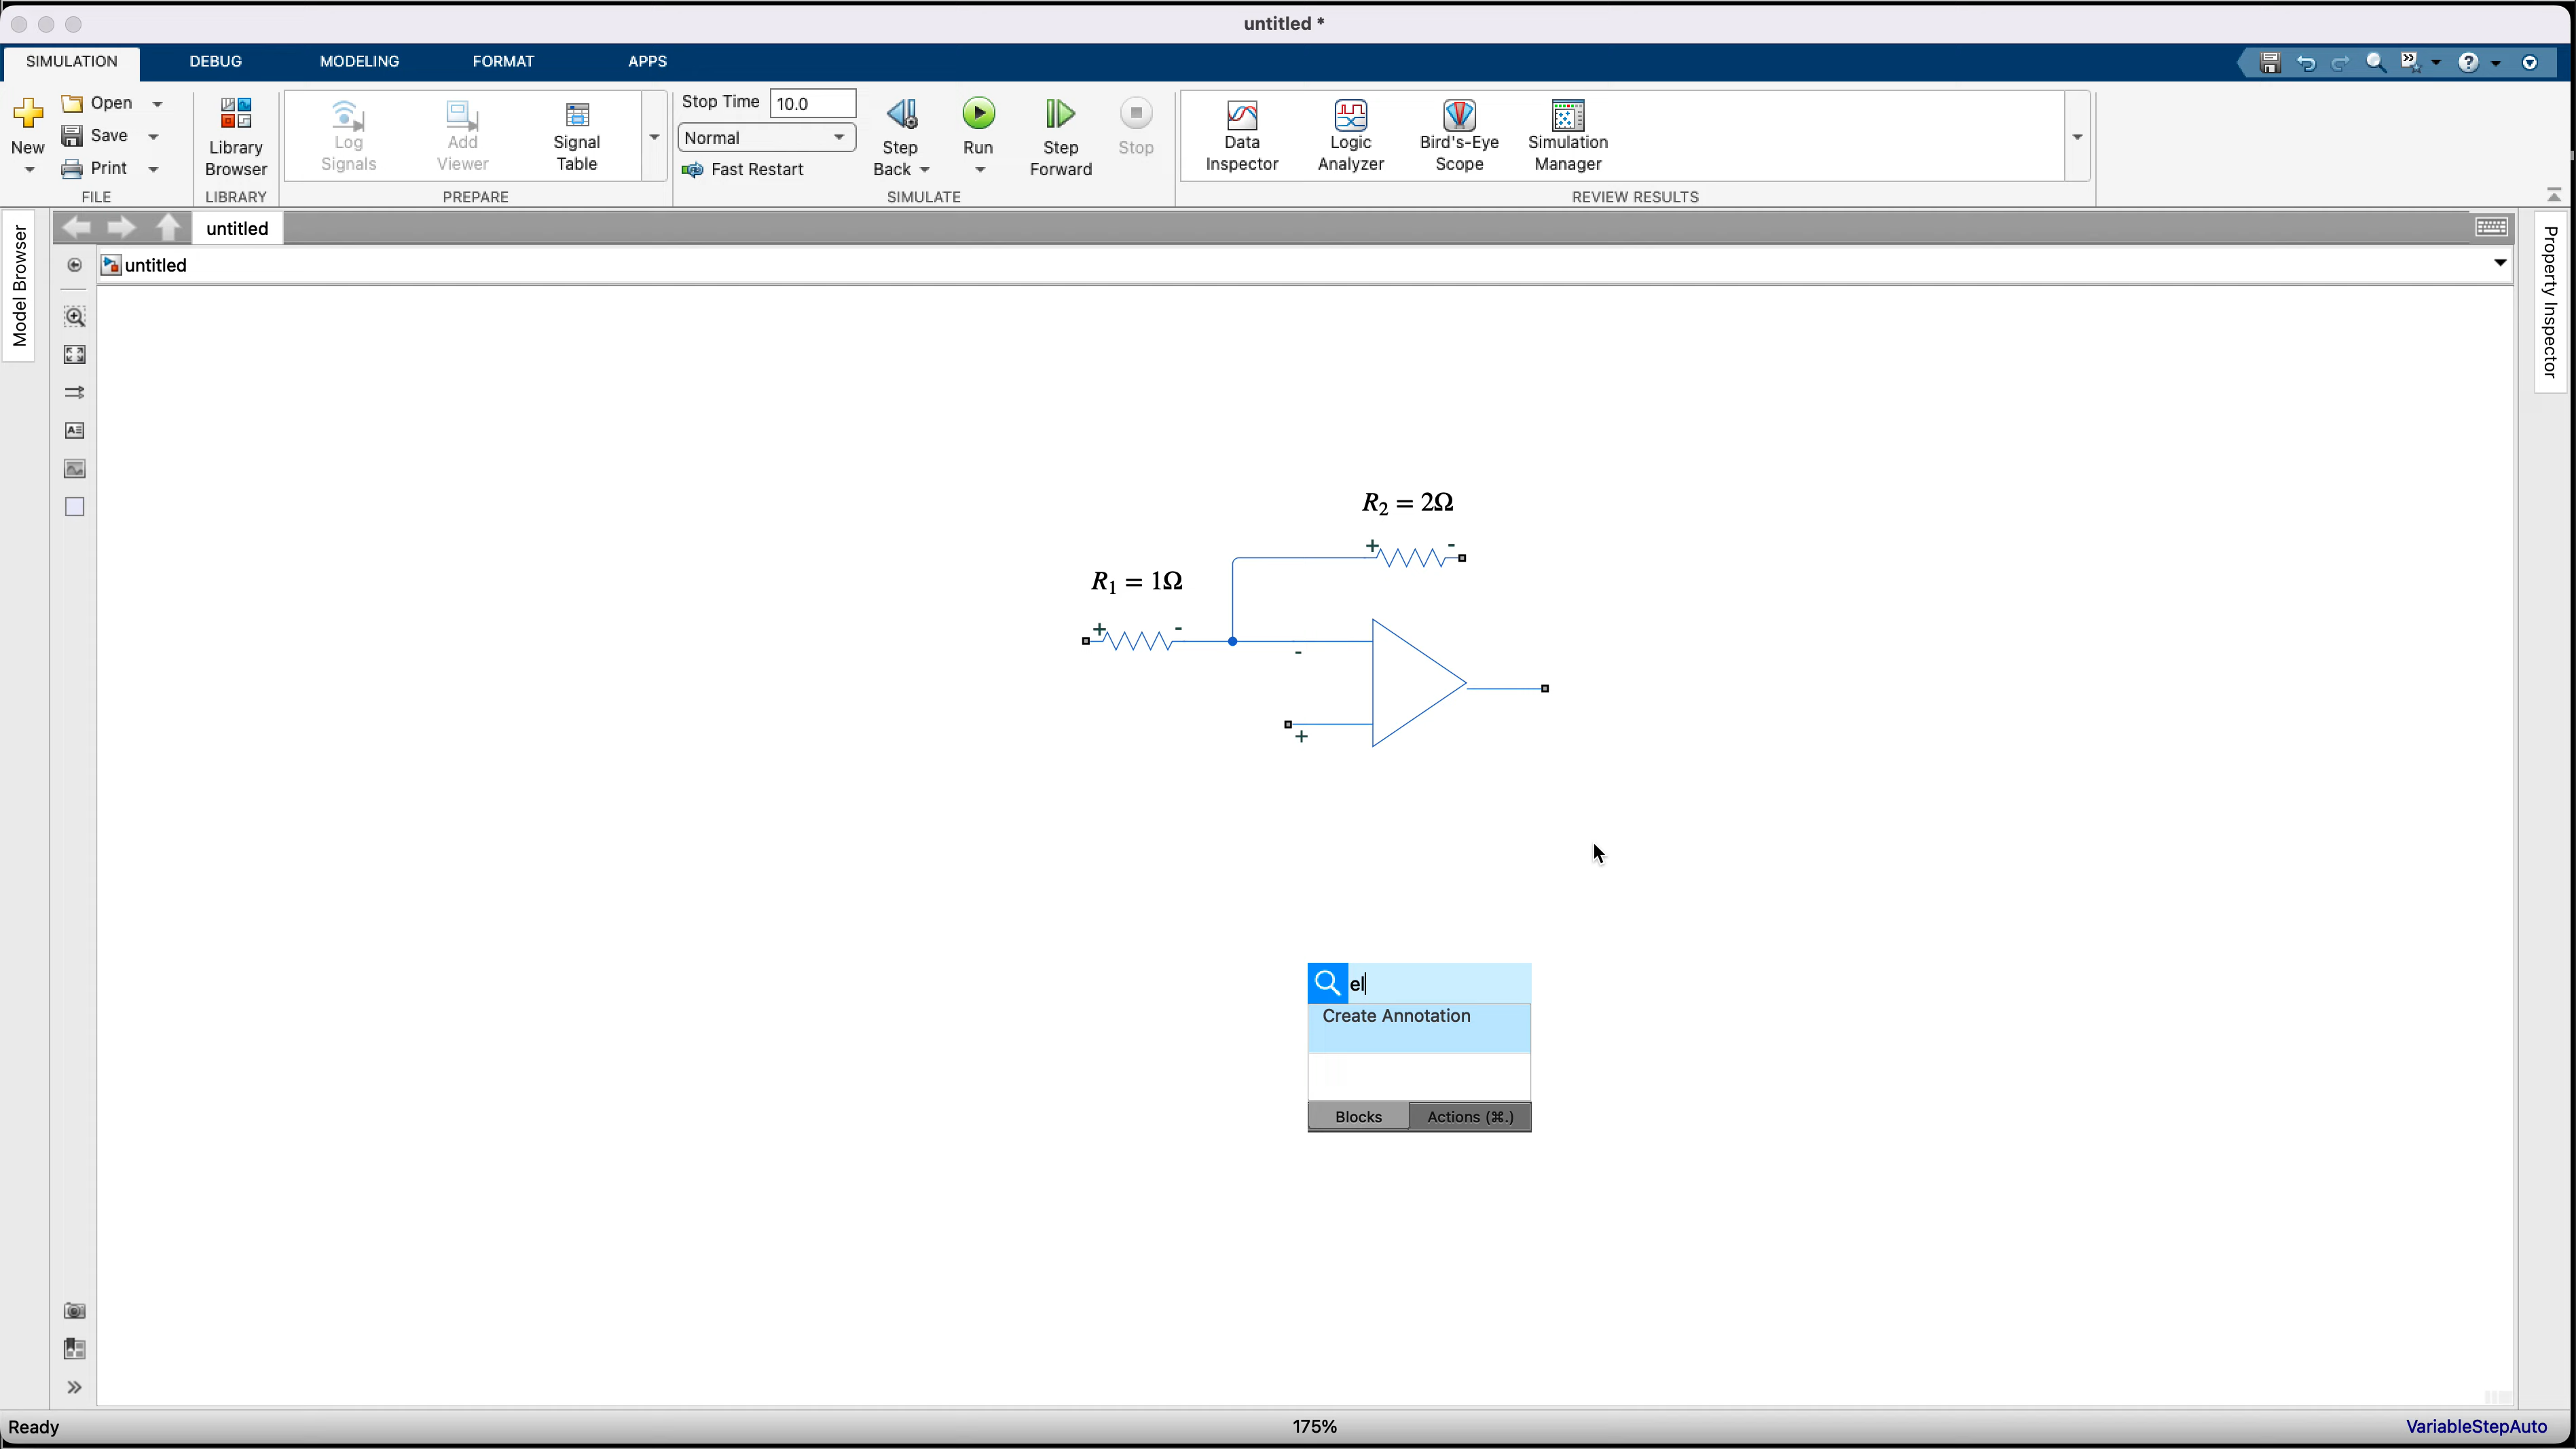 untitled *
SIMULATION DEBUG MODELING FORMAT APPS
New
Open
Save
Print
FILE
Library Browser
LIBRARY
Log Signals
Add Viewer
Signal Table
PREPARE
Stop Time 10.0
Normal
Fast Restart
Step Back
Run
Step Forward
Stop
SIMULATE
Data Inspector
Logic Analyzer
Bird's-Eye Scope
Simulation Manager
REVIEW RESULTS
Model Browser
untitled
untitled
Property Inspector
R₂ = 2Ω
+ -
R₁ = 1Ω
+ -
-
+
el
Create Annotation
Blocks Actions (⌘.)
Ready 175% VariableStepAuto